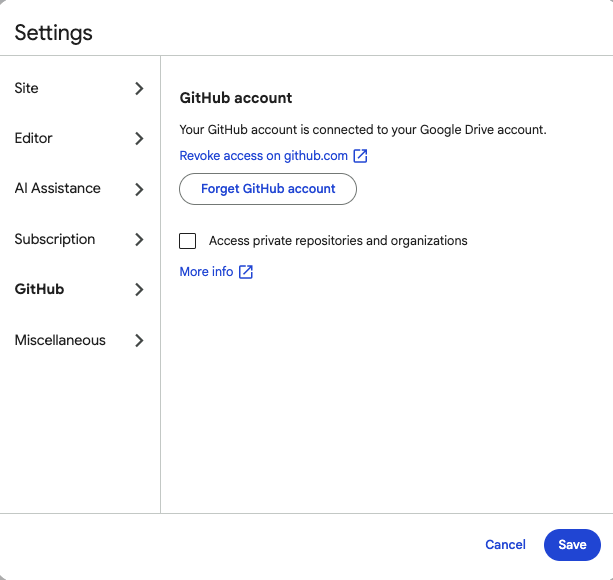 Settings
Site
Editor
AI Assistance
Subscription
GitHub
Miscellaneous
GitHub account
Your GitHub account is connected to your Google Drive account.
Revoke access on github.com
Forget GitHub account
Access private repositories and organizations
More info
Cancel
Save